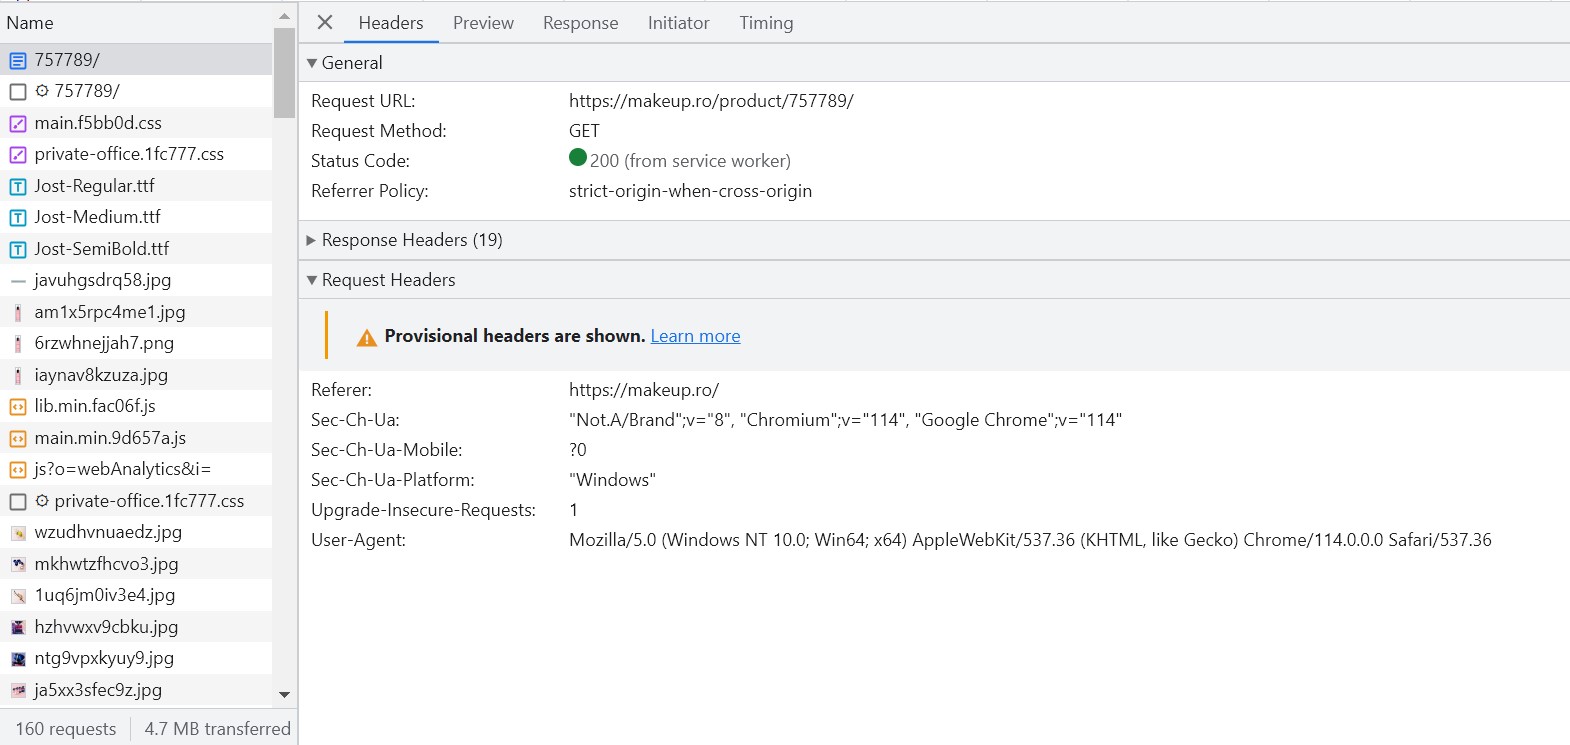 Name
757789/
757789/
main.f5bb0d.css
private-office.1fc777.css
Jost-Regular.ttf
Jost-Medium.ttf
Jost-SemiBold.ttf
javuhgsdrq58.jpg
am1x5rpc4me1.jpg
6rzwhnejjah7.png
iaynav8kzuza.jpg
lib.min.fac06f.js
main.min.9d657a.js
js?o=webAnalytics&i=
private-office.1fc777.css
wzudhvnuaedz.jpg
mkhwtzfhcvo3.jpg
1uq6jm0iv3e4.jpg
hzhvwxv9cbku.jpg
ntg9vpxkyuy9.jpg
ja5xx3sfec9z.jpg
160 requests 4.7 MB transferred
Headers Preview Response Initiator Timing
General
Request URL: https://makeup.ro/product/757789/
Request Method: GET
Status Code: 200 (from service worker)
Referrer Policy: strict-origin-when-cross-origin
Response Headers (19)
Request Headers
Provisional headers are shown. Learn more
Referer: https://makeup.ro/
Sec-Ch-Ua: "Not.A/Brand";v="8", "Chromium";v="114", "Google Chrome";v="114"
Sec-Ch-Ua-Mobile: ?0
Sec-Ch-Ua-Platform: "Windows"
Upgrade-Insecure-Requests: 1
User-Agent: Mozilla/5.0 (Windows NT 10.0; Win64; x64) AppleWebKit/537.36 (KHTML, like Gecko) Chrome/114.0.0.0 Safari/537.36